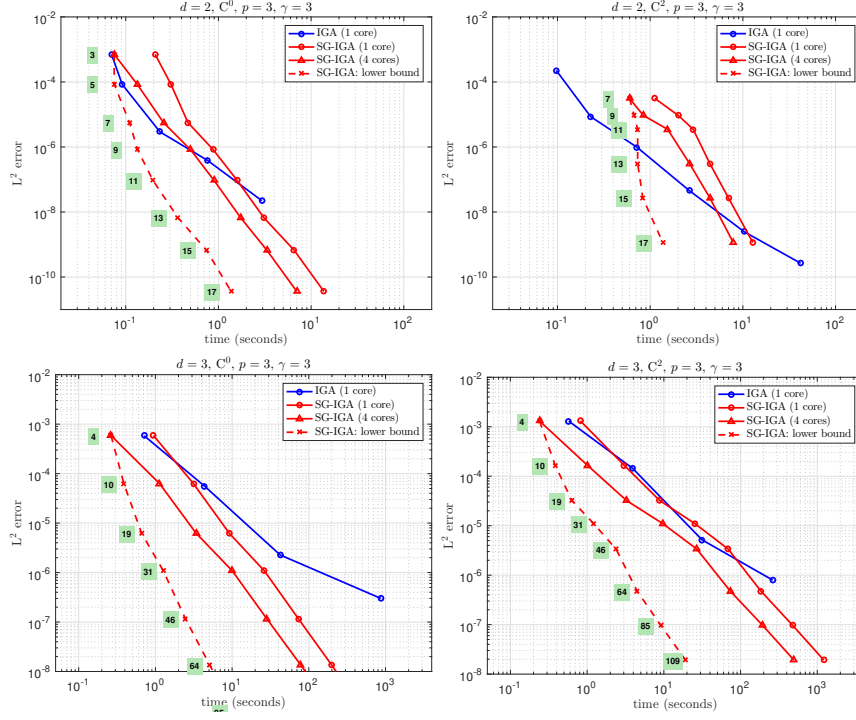 d = 2, C⁰, p = 3, γ = 3
IGA (1 core)
SG-IGA (1 core)
SG-IGA (4 cores)
SG-IGA: lower bound
10⁻²
10⁻⁴
10⁻⁶
10⁻⁸
10⁻¹⁰
L² error
3
5
7
9
11
13
15
17
10⁻¹
10⁰
10¹
10²
time (seconds)
d = 2, C², p = 3, γ = 3
IGA (1 core)
SG-IGA (1 core)
SG-IGA (4 cores)
SG-IGA: lower bound
10⁻²
10⁻⁴
10⁻⁶
10⁻⁸
10⁻¹⁰
L² error
7
9
11
13
15
17
10⁻¹
10⁰
10¹
10²
time (seconds)
d = 3, C⁰, p = 3, γ = 3
IGA (1 core)
SG-IGA (1 core)
SG-IGA (4 cores)
SG-IGA: lower bound
10⁻²
10⁻³
10⁻⁴
10⁻⁵
10⁻⁶
10⁻⁷
10⁻⁸
L² error
4
10
19
31
46
64
10⁻¹
10⁰
10¹
10²
10³
time (seconds)
d = 3, C², p = 3, γ = 3
IGA (1 core)
SG-IGA (1 core)
SG-IGA (4 cores)
SG-IGA: lower bound
10⁻²
10⁻³
10⁻⁴
10⁻⁵
10⁻⁶
10⁻⁷
10⁻⁸
L² error
4
10
19
31
46
64
85
109
10⁻¹
10⁰
10¹
10²
10³
time (seconds)